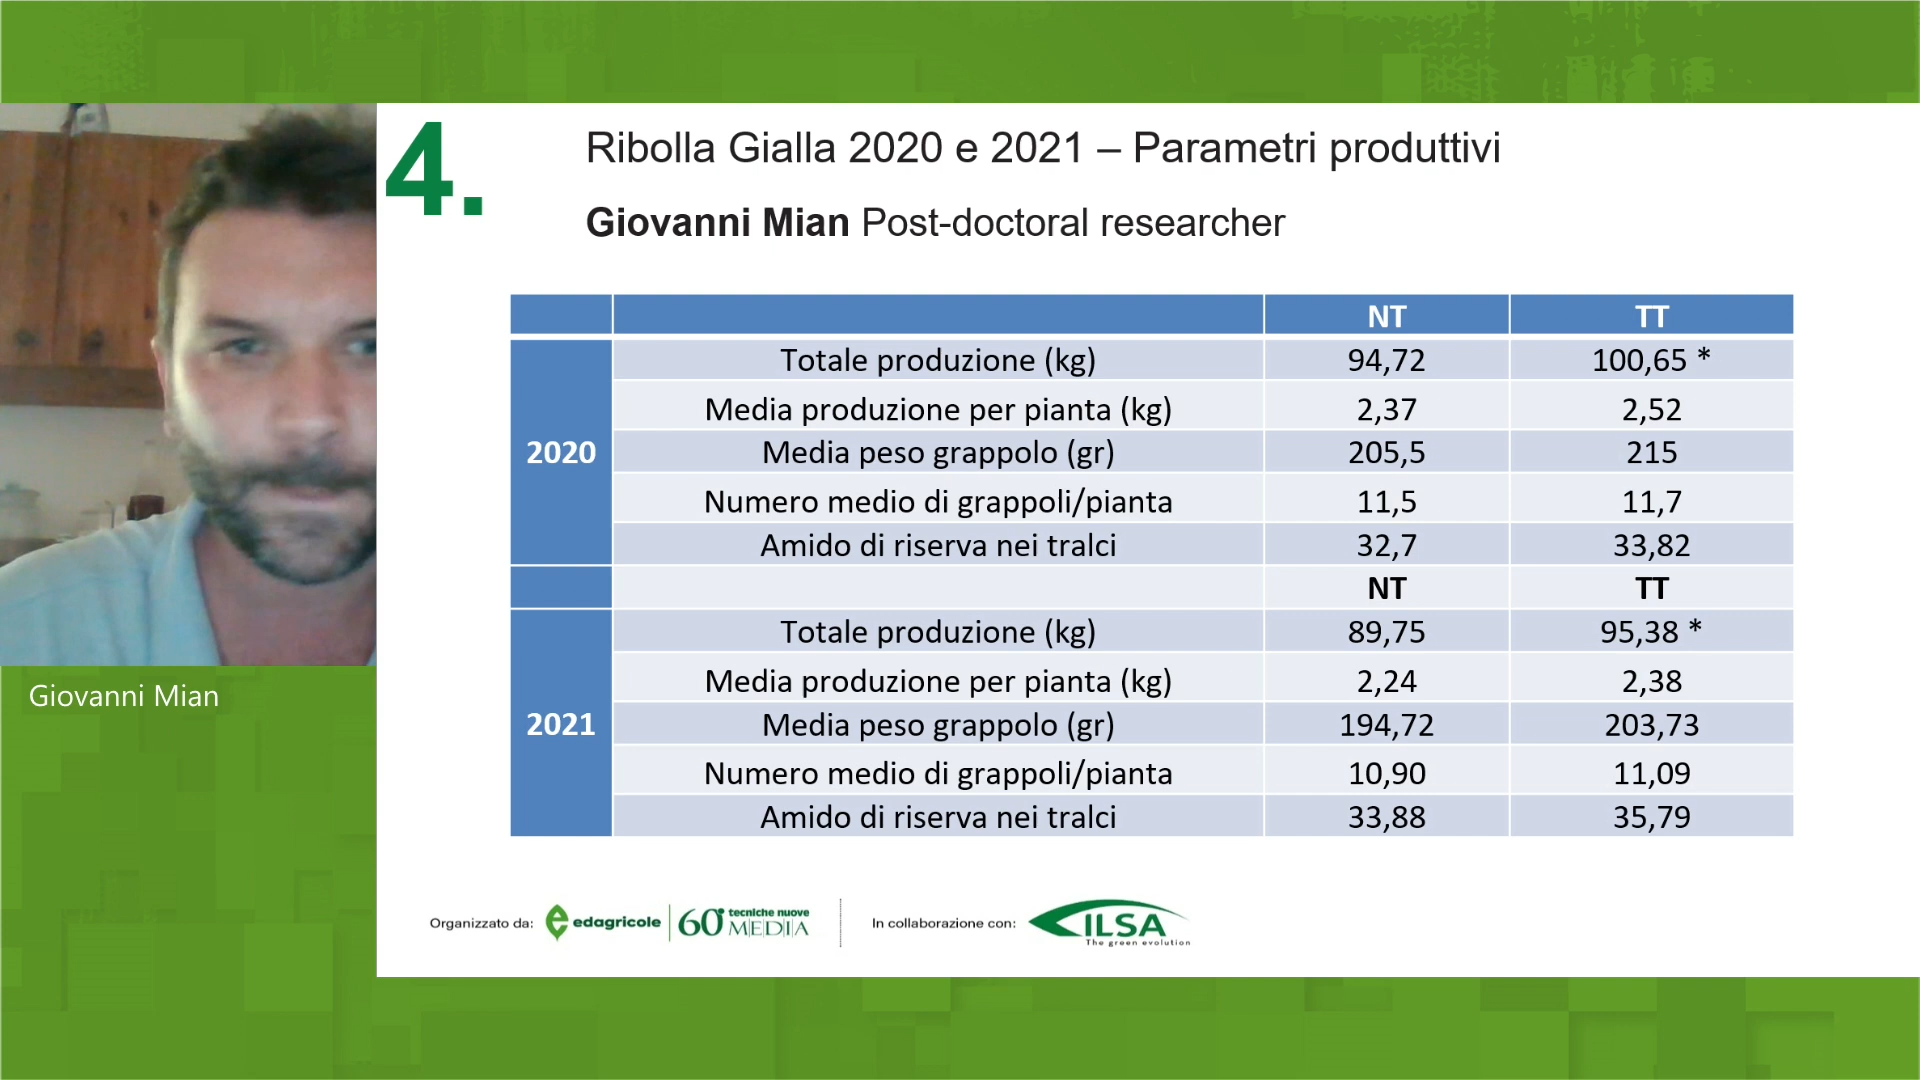 4.
Ribolla Gialla 2020 e 2021 – Parametri produttivi
Giovanni Mian Post-doctoral researcher
NT TT
2020
Totale produzione (kg) 94,72 100,65 *
Media produzione per pianta (kg) 2,37 2,52
Media peso grappolo (gr) 205,5 215
Numero medio di grappoli/pianta 11,5 11,7
Amido di riserva nei tralci 32,7 33,82
NT TT
2021
Totale produzione (kg) 89,75 95,38 *
Media produzione per pianta (kg) 2,24 2,38
Media peso grappolo (gr) 194,72 203,73
Numero medio di grappoli/pianta 10,90 11,09
Amido di riserva nei tralci 33,88 35,79
Giovanni Mian
Organizzato da: edagricole 60° tecniche nuove MEDIA In collaborazione con: ILSA
The green evolution